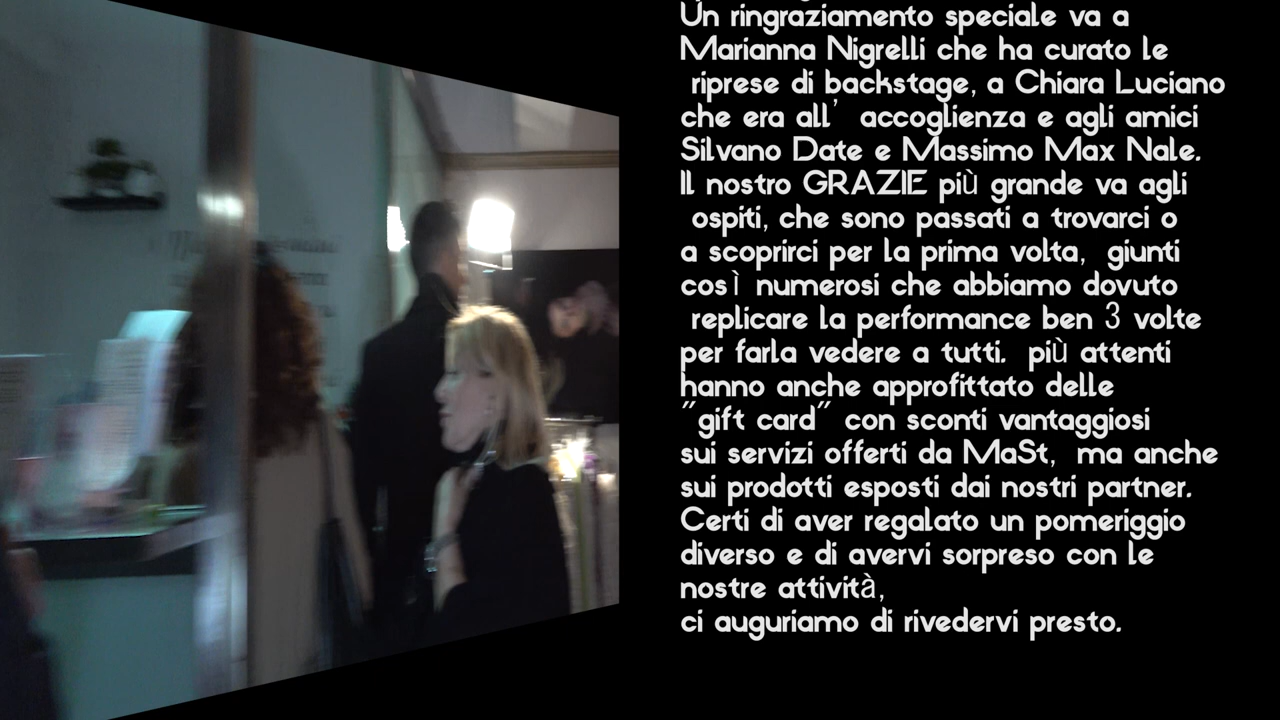 Un ringraziamento speciale va a
Marianna Nigrelli che ha curato le
riprese di backstage, a Chiara Luciano
che era all' accoglienza e agli amici
Silvano Date e Massimo Max Nale.
Il nostro GRAZIE più grande va agli
ospiti, che sono passati a trovarci o
a scoprirci per la prima volta, giunti
così numerosi che abbiamo dovuto
replicare la performance ben 3 volte
per farla vedere a tutti. più attenti
hanno anche approfittato delle
"gift card" con sconti vantaggiosi
sui servizi offerti da MaSt, ma anche
sui prodotti esposti dai nostri partner.
Certi di aver regalato un pomeriggio
diverso e di avervi sorpreso con le
nostre attività,
ci auguriamo di rivedervi presto.